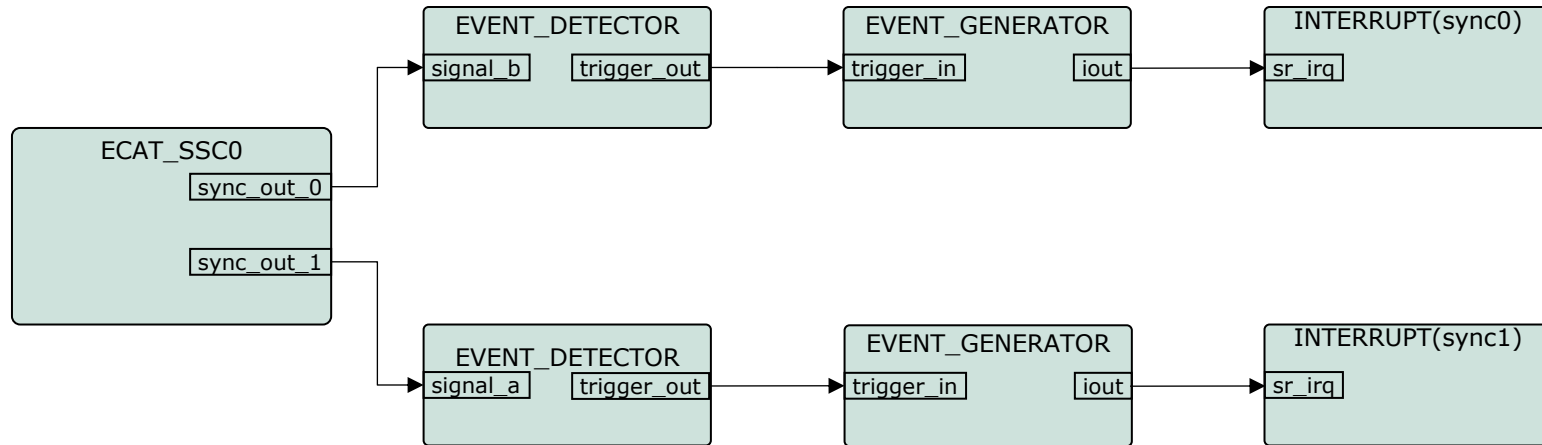 EVENT_DETECTOR
signal_b
trigger_out
EVENT_GENERATOR
trigger_in
iout
INTERRUPT(sync0)
sr_irq
ECAT_SSC0
sync_out_0
sync_out_1
EVENT_DETECTOR
signal_a
trigger_out
EVENT_GENERATOR
trigger_in
iout
INTERRUPT(sync1)
sr_irq